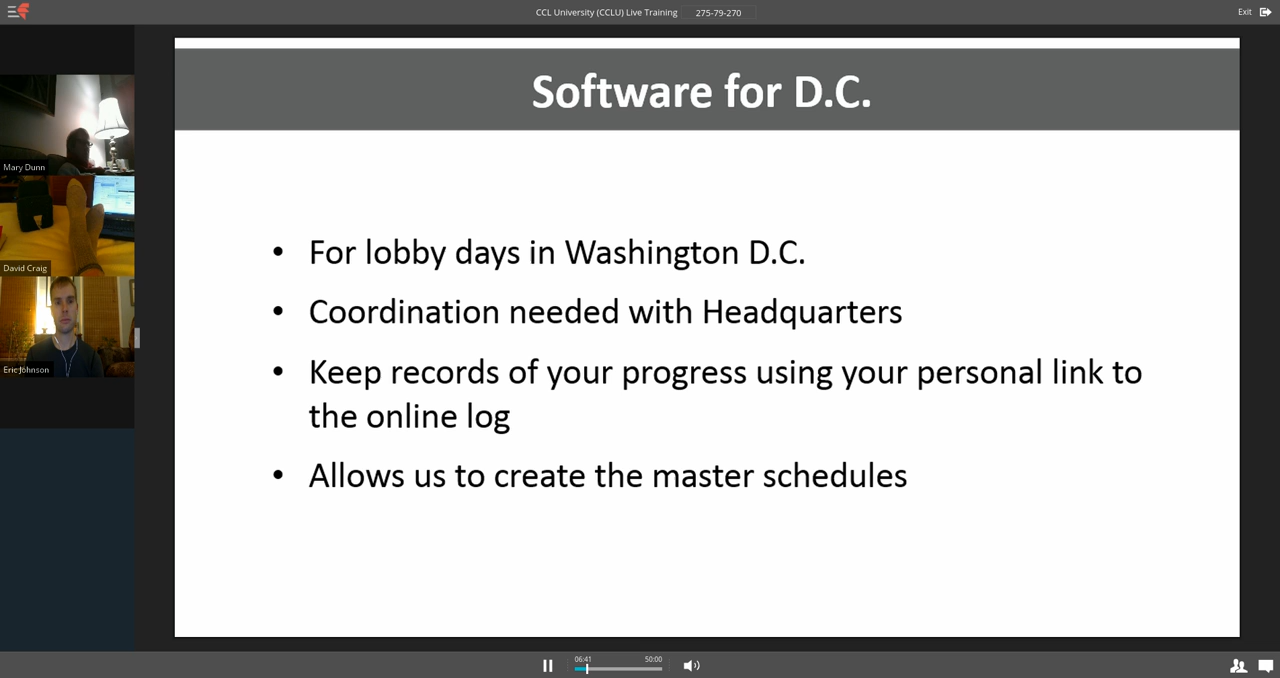 CCL University (CCLU) Live Training 275-79-270
Exit
Mary Dunn
David Craig
Eric Johnson
Software for D.C.
• For lobby days in Washington D.C.
• Coordination needed with Headquarters
• Keep records of your progress using your personal link to
the online log
• Allows us to create the master schedules
06:41
50:00